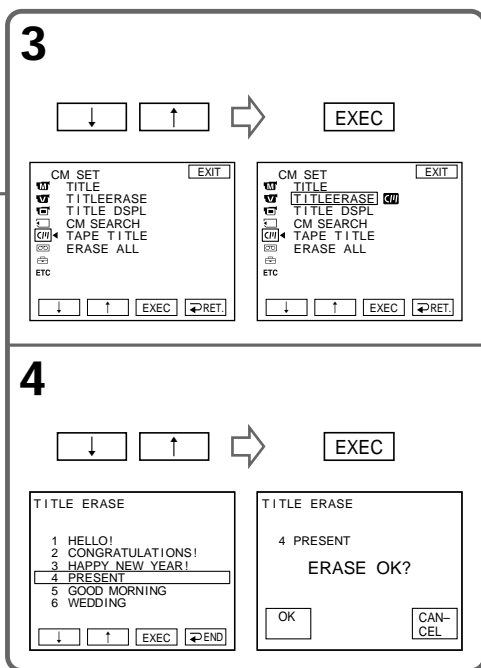 3
↓ ↑ EXEC
CM SET EXIT
TITLE
TITLEERASE
TITLE DSPL
CM SEARCH
TAPE TITLE
ERASE ALL
ETC
↓ ↑ EXEC RET.
CM SET EXIT
TITLE
TITLEERASE
TITLE DSPL
CM SEARCH
TAPE TITLE
ERASE ALL
ETC
↓ ↑ EXEC RET.
4
↓ ↑ EXEC
TITLE ERASE
1 HELLO!
2 CONGRATULATIONS!
3 HAPPY NEW YEAR!
4 PRESENT
5 GOOD MORNING
6 WEDDING
↓ ↑ EXEC END
TITLE ERASE
4 PRESENT
ERASE OK?
OK
CAN–
CEL